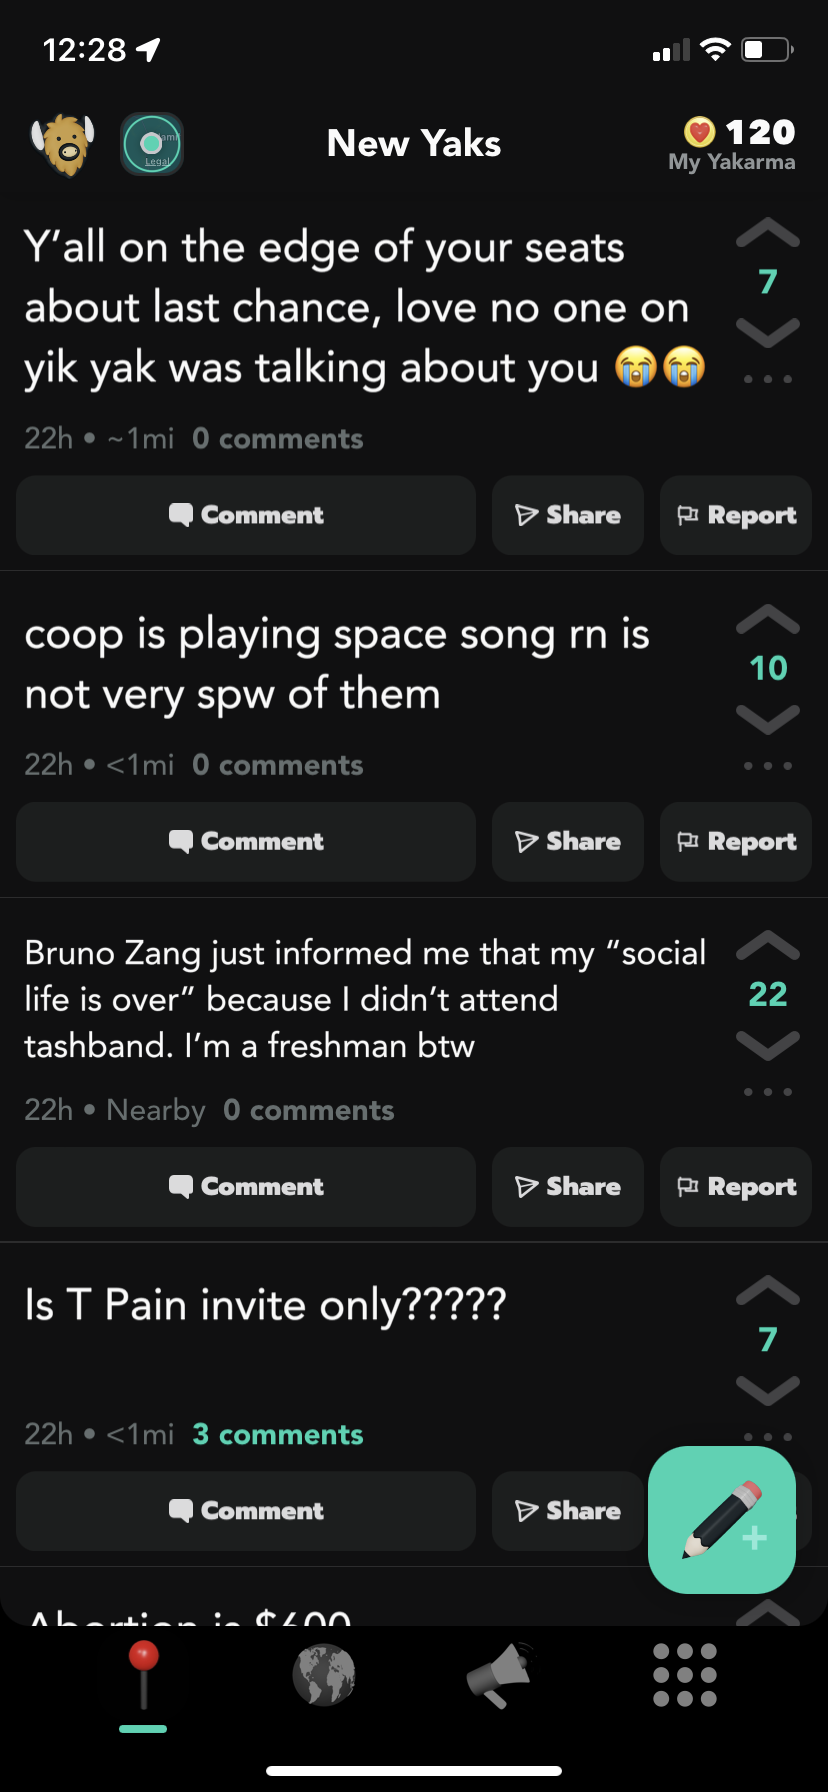 12:28
New Yaks
120
My Yakarma
Legal
Y'all on the edge of your seats
about last chance, love no one on
yik yak was talking about you 😭😭
7
22h • ~1mi 0 comments
Comment
Share
Report
coop is playing space song rn is
not very spw of them
10
22h • <1mi 0 comments
Comment
Share
Report
Bruno Zang just informed me that my “social
life is over” because I didn't attend
tashband. I'm a freshman btw
22
22h • Nearby 0 comments
Comment
Share
Report
Is T Pain invite only?????
7
22h • <1mi 3 comments
Comment
Share
Abortion is $600